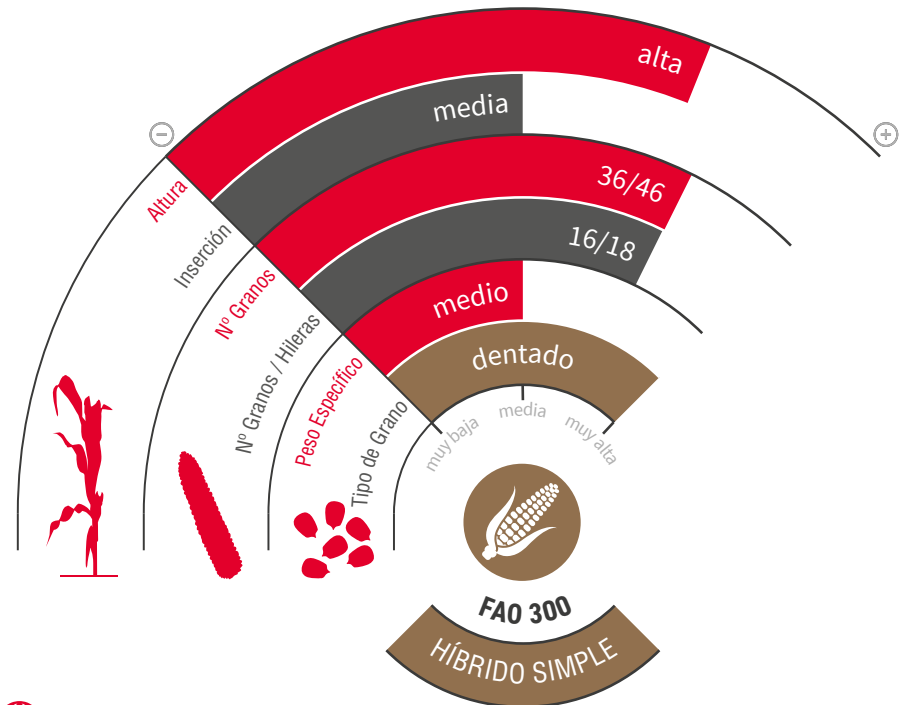 alta
media
36/46
16/18
medio
dentado
Altura
Inserción
Nº Granos
Nº Granos / Hileras
Peso Específico
Tipo de Grano
muy baja
media
muy alta
FAO 300
HÍBRIDO SIMPLE